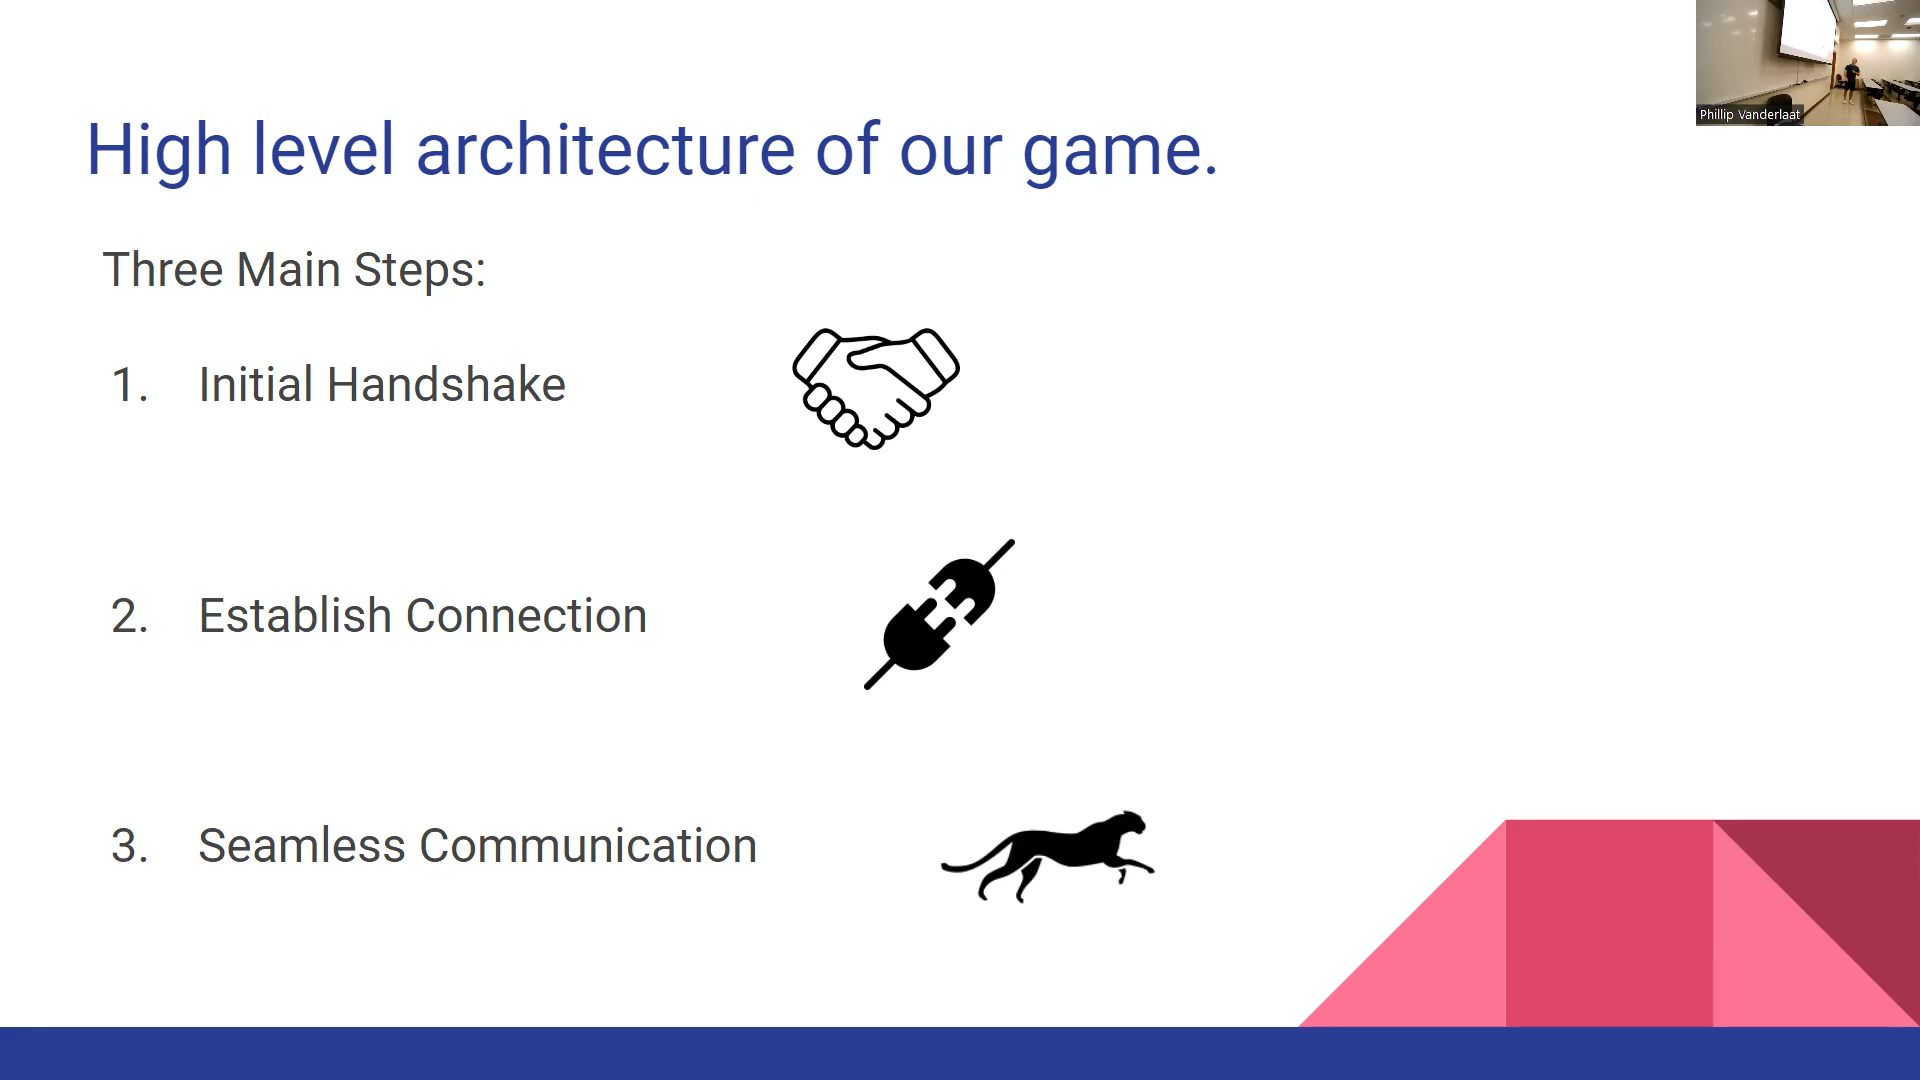 High level architecture of our game.
Three Main Steps:
1. Initial Handshake
2. Establish Connection
3. Seamless Communication
Phillip Vanderlaat